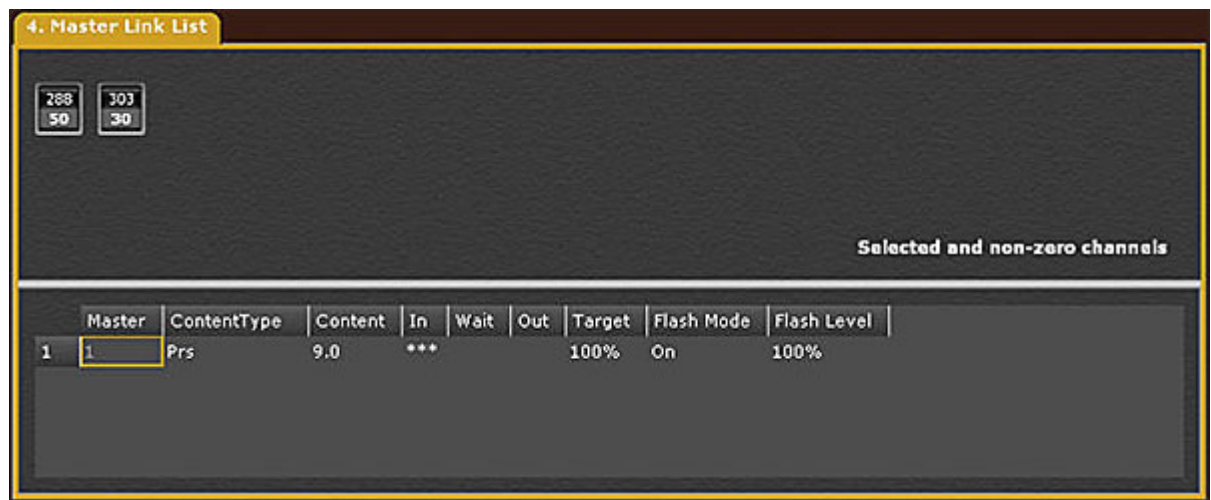 4. Master Link List
288 303
50 30
Selected and non-zero channels
Master ContentType Content In Wait Out Target Flash Mode Flash Level
1 1 Prs 9.0 *** 100% On 100%